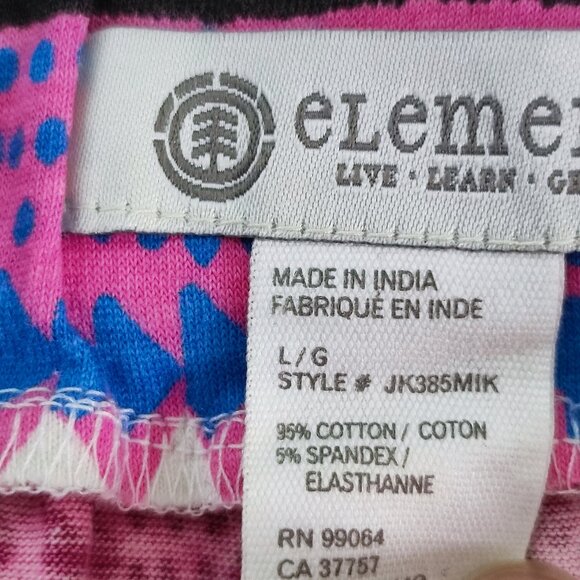 eLemen
LIVE · LEARN · G
MADE IN INDIA
FABRIQUÉ EN INDE
L / G
STYLE # JK385MIK
95% COTTON / COTON
5% SPANDEX /
ELASTHANNE
RN 99064
CA 37757